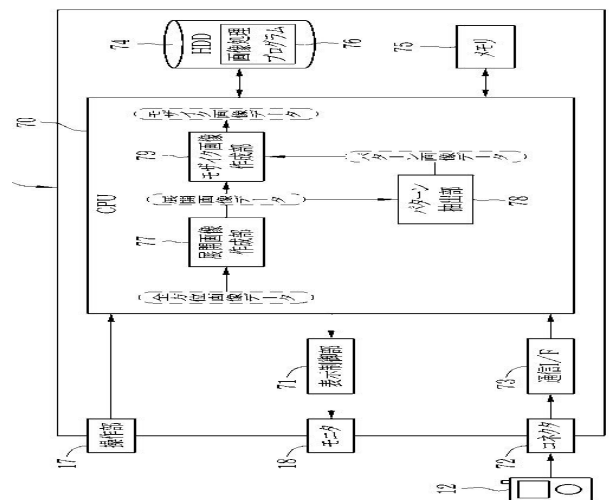 70
CPU
74
HDD
画像処理
プログラム
76
75
メモリ
全方位画像データ
77
展開画像
作成部
展開画像データ
79
モザイク画像
作成部
モザイク画像データ
パターン
抽出部
78
パターン画像データ
17
操作部
71
表示制御部
18
モニタ
73
通信I/F
72
コネクタ
12